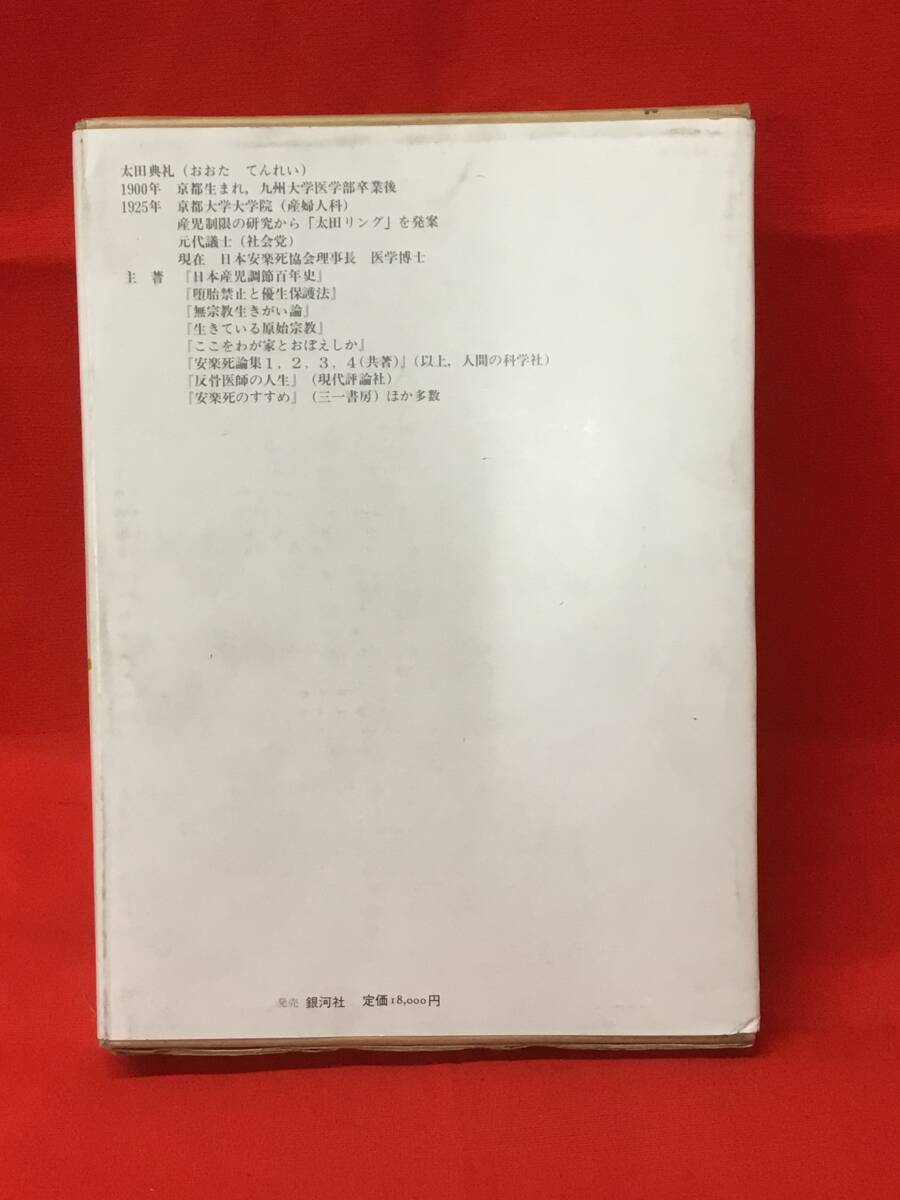 太田典礼（おおた　てんれい）
1900年　京都生まれ，九州大学医学部卒業後
1925年　京都大学大学院（産婦人科）
産児制限の研究から「太田リング」を発案
元代議士（社会党）
現在　日本安楽死協会理事長　医学博士
主　著　『日本産児調節百年史』
『堕胎禁止と優生保護法』
『無宗教生きがい論』
『生きている原始宗教』
『ここをわが家とおぼえしか』
『安楽死論集１，２，３，４（共著）』（以上，人間の科学社）
『反骨医師の人生』（現代評論社）
『安楽死のすすめ』（三一書房）ほか多数
発売　銀河社　定価18,000円